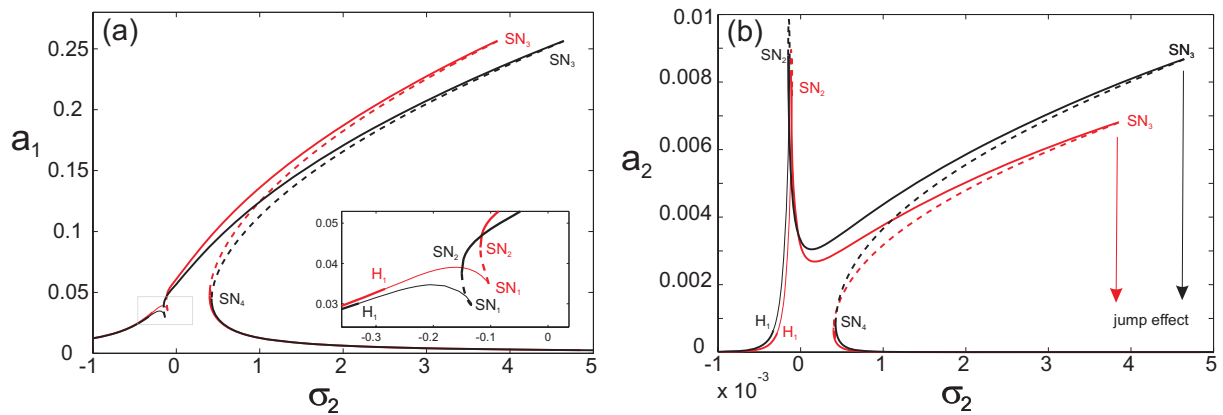 (a)
a1
0.25
0.20
0.15
0.10
0.05
0
-1
0
1
2
3
4
5
σ2
SN3
SN3
SN4
0.05
0.04
0.03
-0.3
-0.2
-0.1
0
H1
H1
SN2
SN2
SN1
SN1
(b)
a2
0.01
0.008
0.006
0.004
0.002
0
-1
0
1
2
3
4
5
x 10-3
σ2
SN2
SN2
SN3
SN3
H1
H1
SN4
jump effect